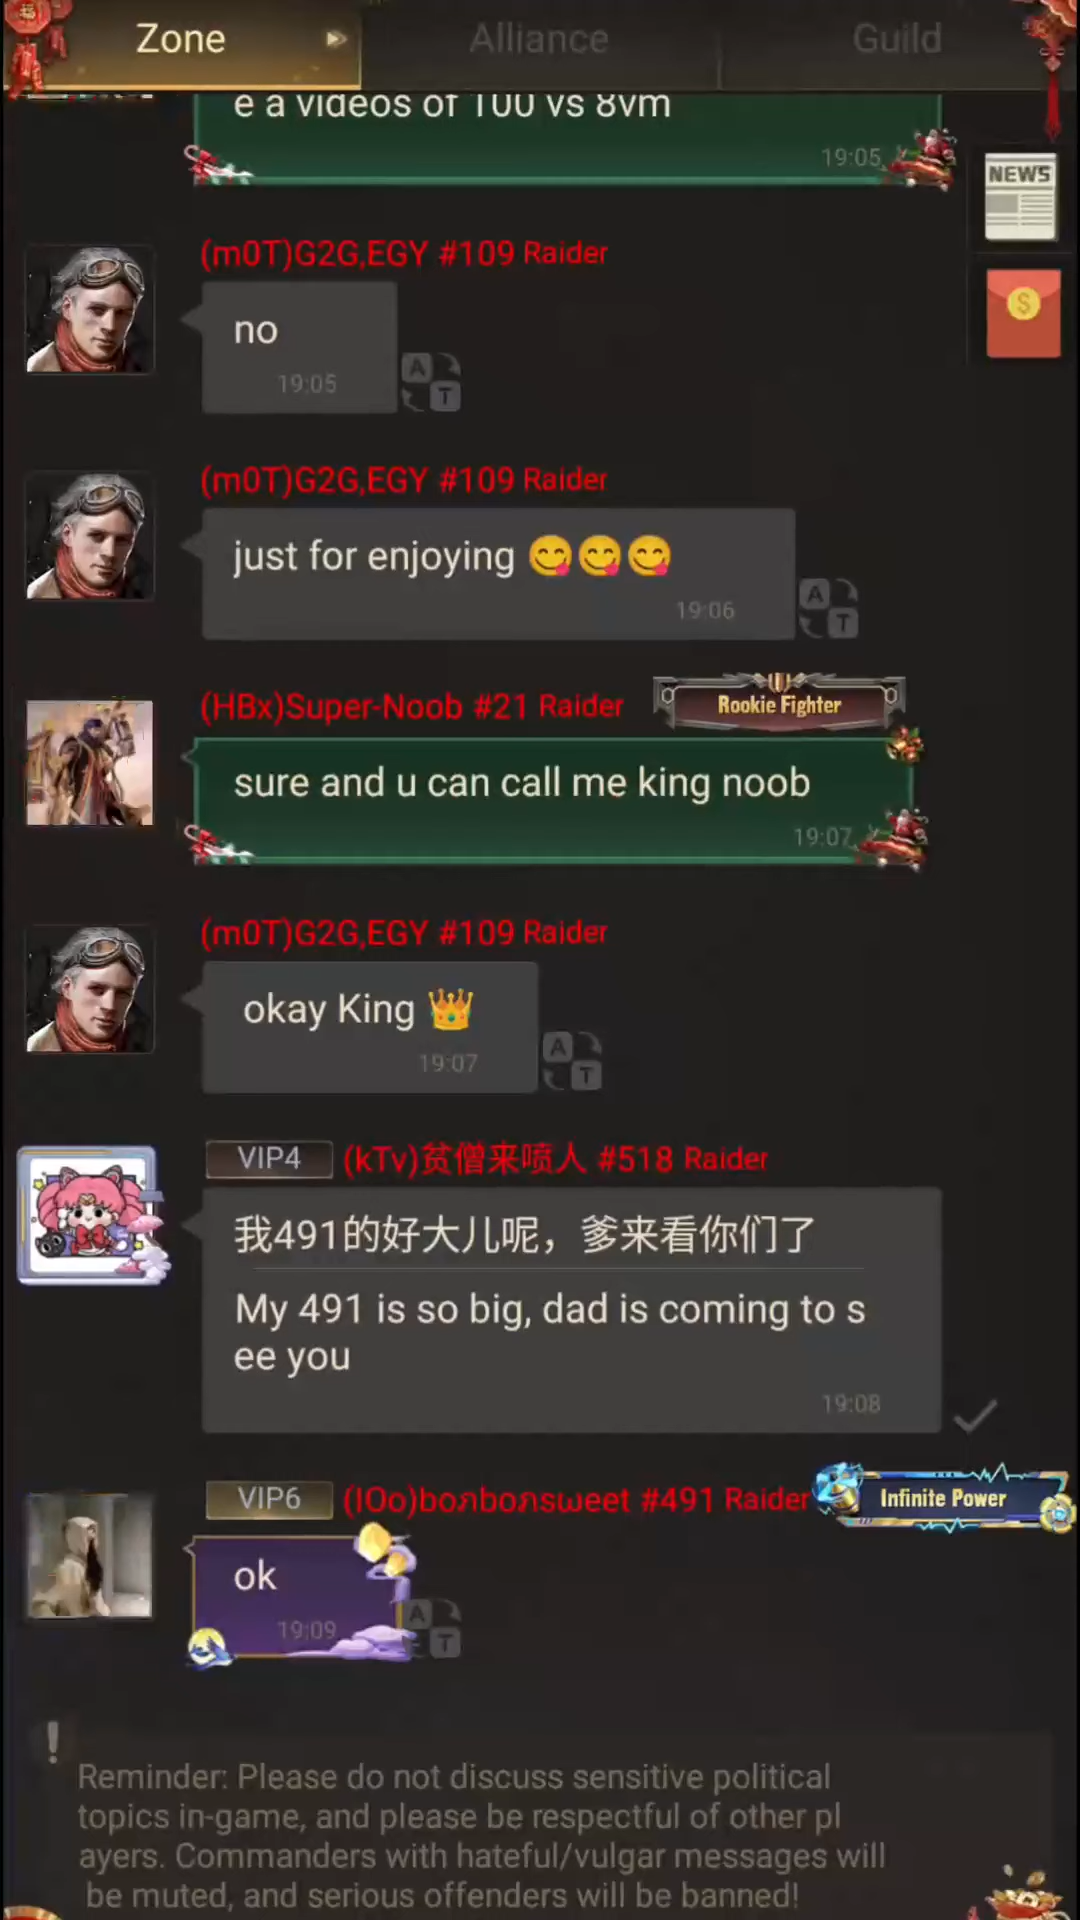 Zone
Alliance
Guild
e a videos of 100 vs 8vm
19:05
NEWS
(m0T)G2G,EGY #109 Raider
no
19:05
A
T
(m0T)G2G,EGY #109 Raider
just for enjoying 😋😋😋
19:06
A
T
(HBx)Super-Noob #21 Raider
Rookie Fighter
sure and u can call me king noob
19:07
(m0T)G2G,EGY #109 Raider
okay King 👑
19:07
A
T
VIP4
(kTv)贫僧来喷人 #518 Raider
我491的好大儿呢，爹来看你们了
My 491 is so big, dad is coming to s
ee you
19:08
VIP6
#491 Raider
Infinite Power
ok
19:09
A
T
Reminder: Please do not discuss sensitive political
topics in-game, and please be respectful of other pl
ayers. Commanders with hateful/vulgar messages will
be muted, and serious offenders will be banned!